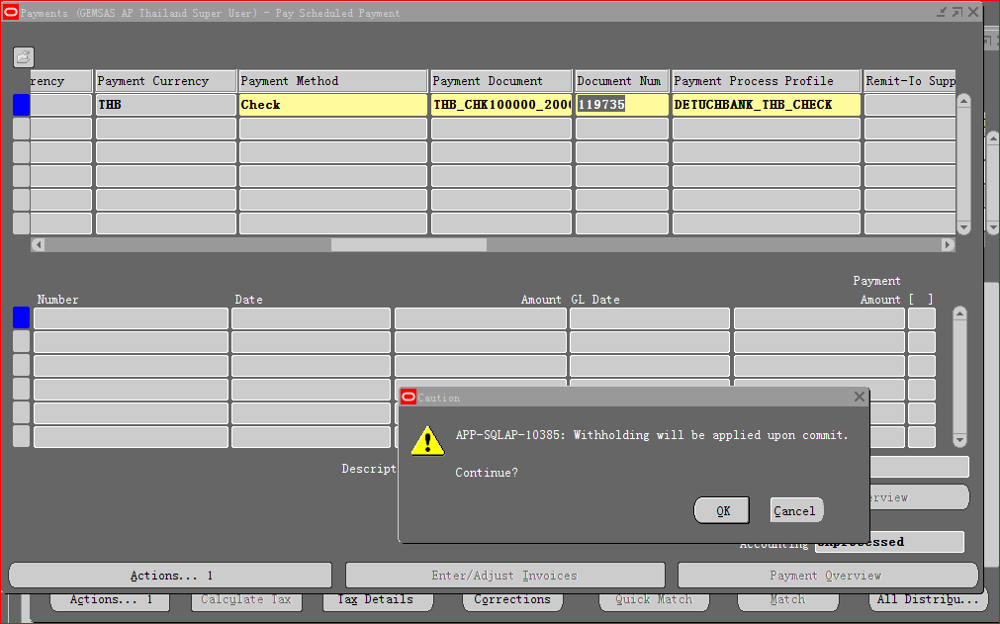 Payments (GEMSAS AP Thailand Super User) - Pay Scheduled Payment
rency Payment Currency Payment Method Payment Document Document Num Payment Process Profile Remit-To Supp
THB Check THB_CHK100000_200 119735 DETUCHBANK_THB_CHECK
Payment
Number Date Amount GL Date Amount [ ]
Caution
APP-SQLAP-10385: Withholding will be applied upon commit.
Continue?
Descript
OK Cancel
erview
Accounting Unprocessed
Actions... 1 Enter/Adjust Invoices Payment Overview
Actions... 1 Calculate Tax Tax Details Corrections Quick Match Match All Distribu...